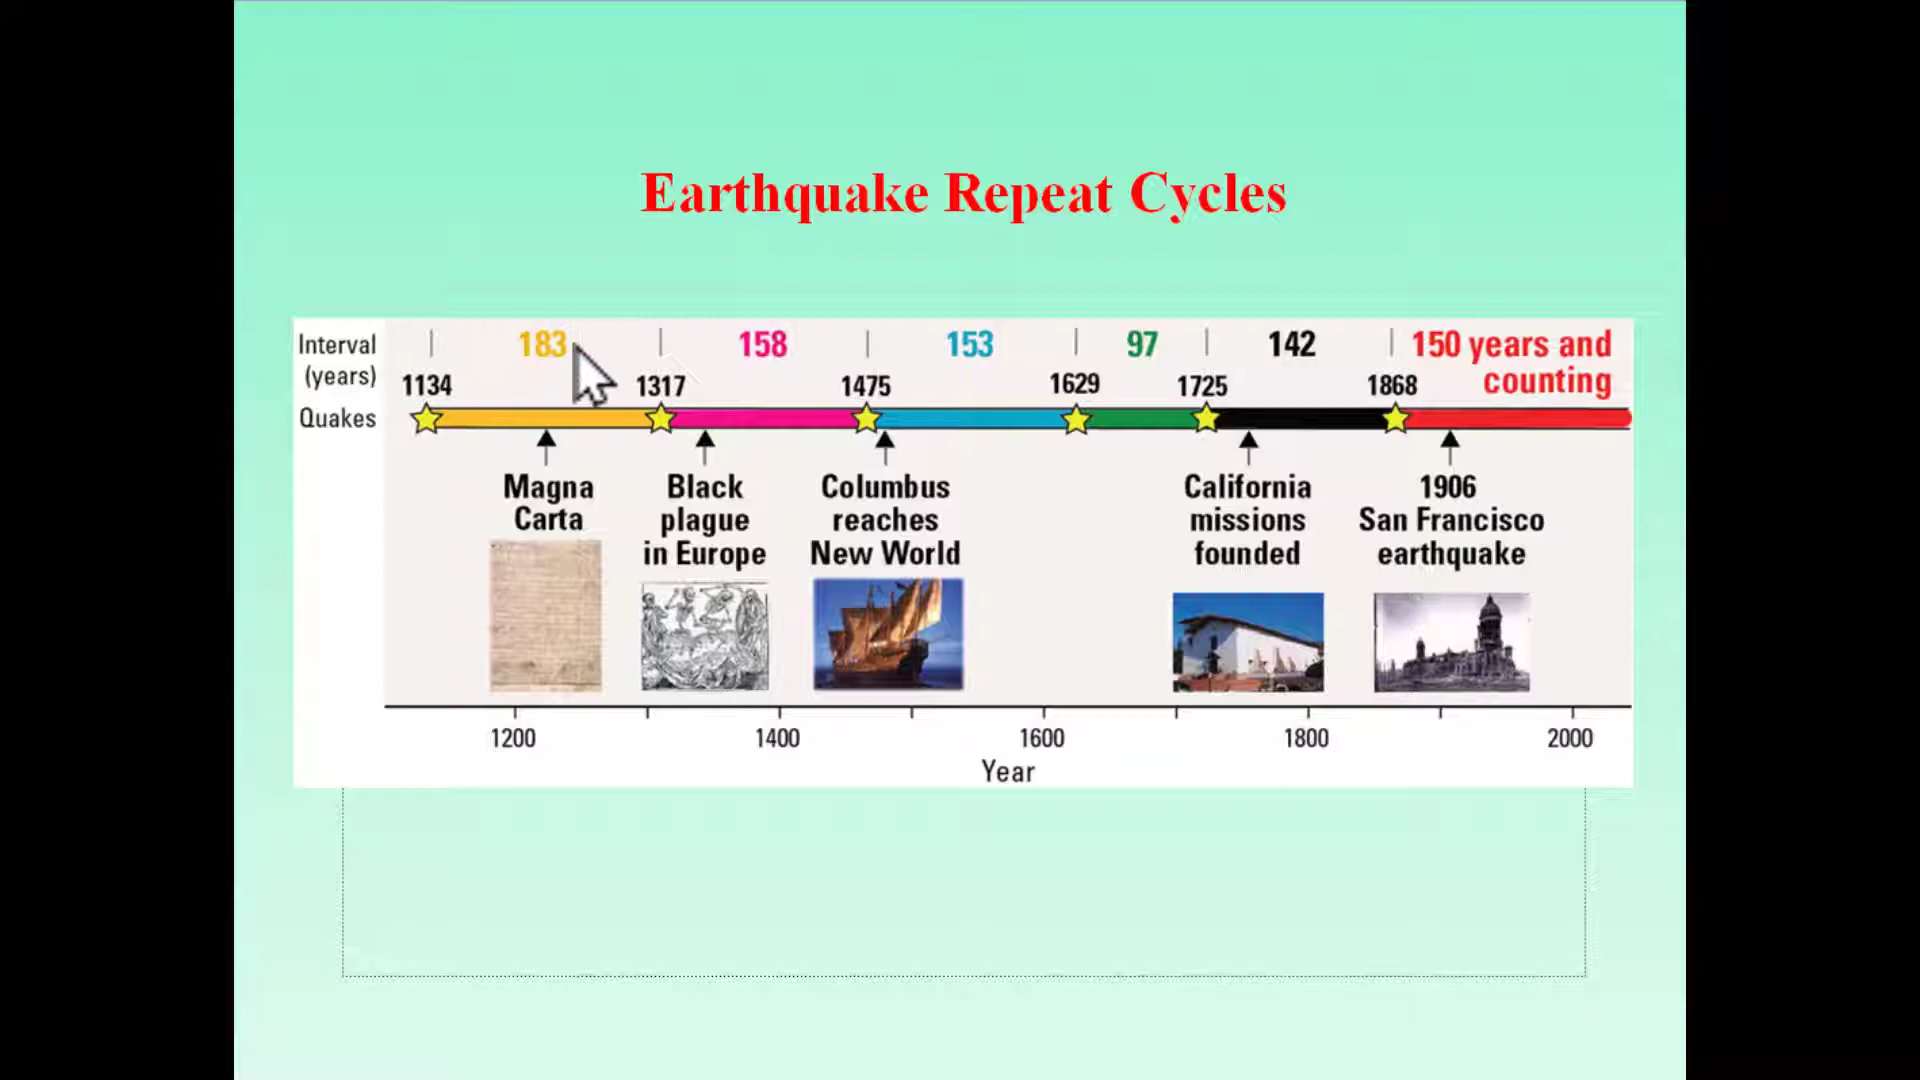 Earthquake Repeat Cycles
Interval (years)
183
158
153
97
142
150 years and counting
1134
1317
1475
1629
1725
1868
Quakes
Magna
Carta
Black
plague
in Europe
Columbus
reaches
New World
California
missions
founded
1906
San Francisco
earthquake
1200
1400
1600
1800
2000
Year